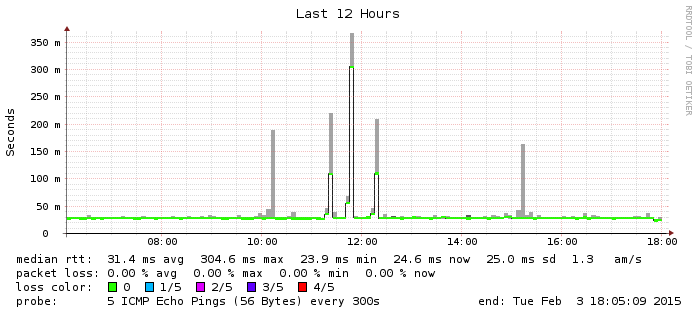 Last 12 Hours
RRDTOOL / TOBI OETIKER
Seconds
350 m
300 m
250 m
200 m
150 m
100 m
50 m
0
08:00 10:00 12:00 14:00 16:00 18:00
median rtt: 31.4 ms avg 304.6 ms max 23.9 ms min 24.6 ms now 25.0 ms sd 1.3 am/s
packet loss: 0.00 % avg 0.00 % max 0.00 % min 0.00 % now
loss color: 0 1/5 2/5 3/5 4/5
probe: 5 ICMP Echo Pings (56 Bytes) every 300s end: Tue Feb 3 18:05:09 2015